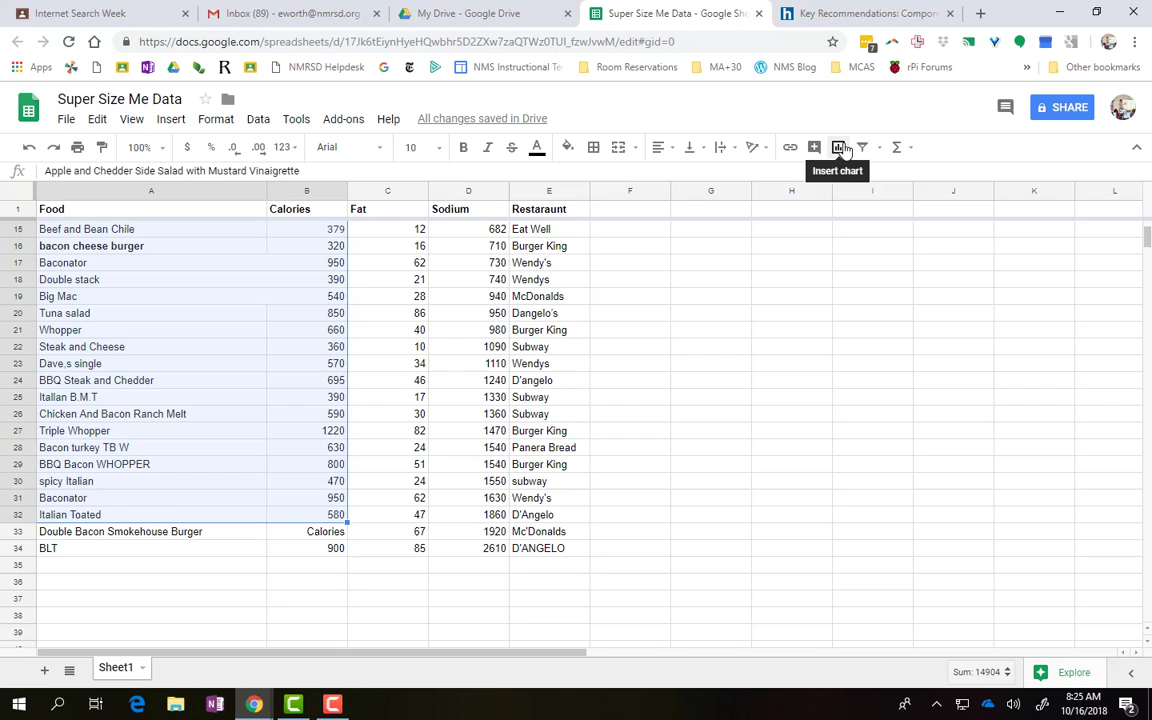 Internet Search Week
Inbox (89) - eworth@nmrsd.org
My Drive - Google Drive
Super Size Me Data - Google She
Key Recommendations: Compon
https://docs.google.com/spreadsheets/d/17Jk6tEiynHyeHQwbhr5D2ZXw7zaQTWz0TUI_fzwJvwM/edit#gid=0
7
Apps
NMRSD Helpdesk
NMS Instructional Te
Room Reservations
MA+30
NMS Blog
MCAS
rPi Forums
»
Other bookmarks
Super Size Me Data
SHARE
File Edit View Insert Format Data Tools Add-ons Help All changes saved in Drive
100% $ % .0 .00 123 Arial 10 B I S A Σ
Insert chart
fx Apple and Chedder Side Salad with Mustard Vinaigrette
A B C D E F G H I J K L
1 Food Calories Fat Sodium Restaraunt
15 Beef and Bean Chile 379 12 682 Eat Well
16 bacon cheese burger 320 16 710 Burger King
17 Baconator 950 62 730 Wendy's
18 Double stack 390 21 740 Wendys
19 Big Mac 540 28 940 McDonalds
20 Tuna salad 850 86 950 Dangelo's
21 Whopper 660 40 980 Burger King
22 Steak and Cheese 360 10 1090 Subway
23 Dave,s single 570 34 1110 Wendys
24 BBQ Steak and Chedder 695 46 1240 D'angelo
25 Itallan B.M.T 390 17 1330 Subway
26 Chicken And Bacon Ranch Melt 590 30 1360 Subway
27 Triple Whopper 1220 82 1470 Burger King
28 Bacon turkey TB W 630 24 1540 Panera Bread
29 BBQ Bacon WHOPPER 800 51 1540 Burger King
30 spicy Italian 470 24 1550 subway
31 Baconator 950 62 1630 Wendy's
32 Italian Toated 580 47 1860 D'Angelo
33 Double Bacon Smokehouse Burger Calories 67 1920 Mc'Donalds
34 BLT 900 85 2610 D'ANGELO
35
36
37
38
39
Sheet1
Sum: 14904
Explore
8:25 AM
10/16/2018
2